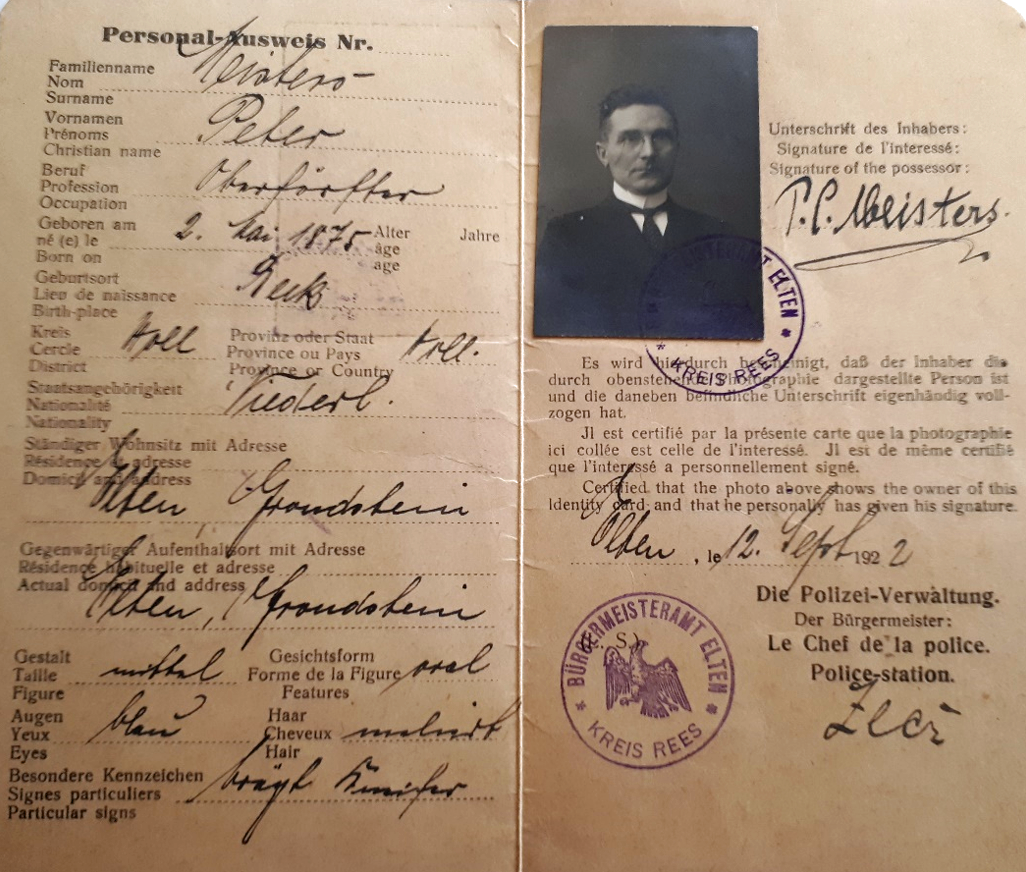 Personal-Ausweis Nr.
Familienname
Nom
Surname
Meisters
Vornamen
Prénoms
Christian name
Peter
Beruf
Profession
Occupation
Oberförster
Geboren am
né (e) le
Born on
2. Mai 1875
Alter
âge
age
Jahre
Geburtsort
Lieu de naissance
Birth-place
Beek
Kreis
Cercle
District
Holl
Provinz oder Staat
Province ou Pays
Province or Country
Holl.
Staatsangehörigkeit
Nationalité
Nationality
Niederl.
Ständiger Wohnsitz mit Adresse
Résidence & adresse
Domicil and address
Elten, Grondstein
Gegenwärtiger Aufenthaltsort mit Adresse
Résidence habituelle et adresse
Actual domicil and address
Elten, Grondstein
Gestalt
Taille
Figure
mittel
Gesichtsform
Forme de la Figure
Features
oval
Augen
Yeux
Eyes
blau
Haar
Cheveux
Hair
meliert
Besondere Kennzeichen
Signes particuliers
Particular signs
trägt Kneifer
Unterschrift des Inhabers:
Signature de l'interessé:
Signature of the possessor:
P. P. Meisters.
BÜRGERMEISTERAMT ELTEN
* KREIS REES *
Es wird hierdurch bescheinigt, daß der Inhaber die
durch obenstehende Photographie dargestellte Person ist
und die daneben befindliche Unterschrift eigenhändig voll-
zogen hat.
Jl est certifié par la présente carte que la photographie
ici collée est celle de l'interessé. Jl est de même certifié
que l'interessé a personnellement signé.
Certified that the photo above shows the owner of this
Identity card and that he personally has given his signature.
Elten, le 12. Sept 1922
Die Polizei-Verwaltung.
Der Bürgermeister:
Le Chef de la police.
Police-station.
(L. S.)
BÜRGERMEISTERAMT ELTEN
* KREIS REES *